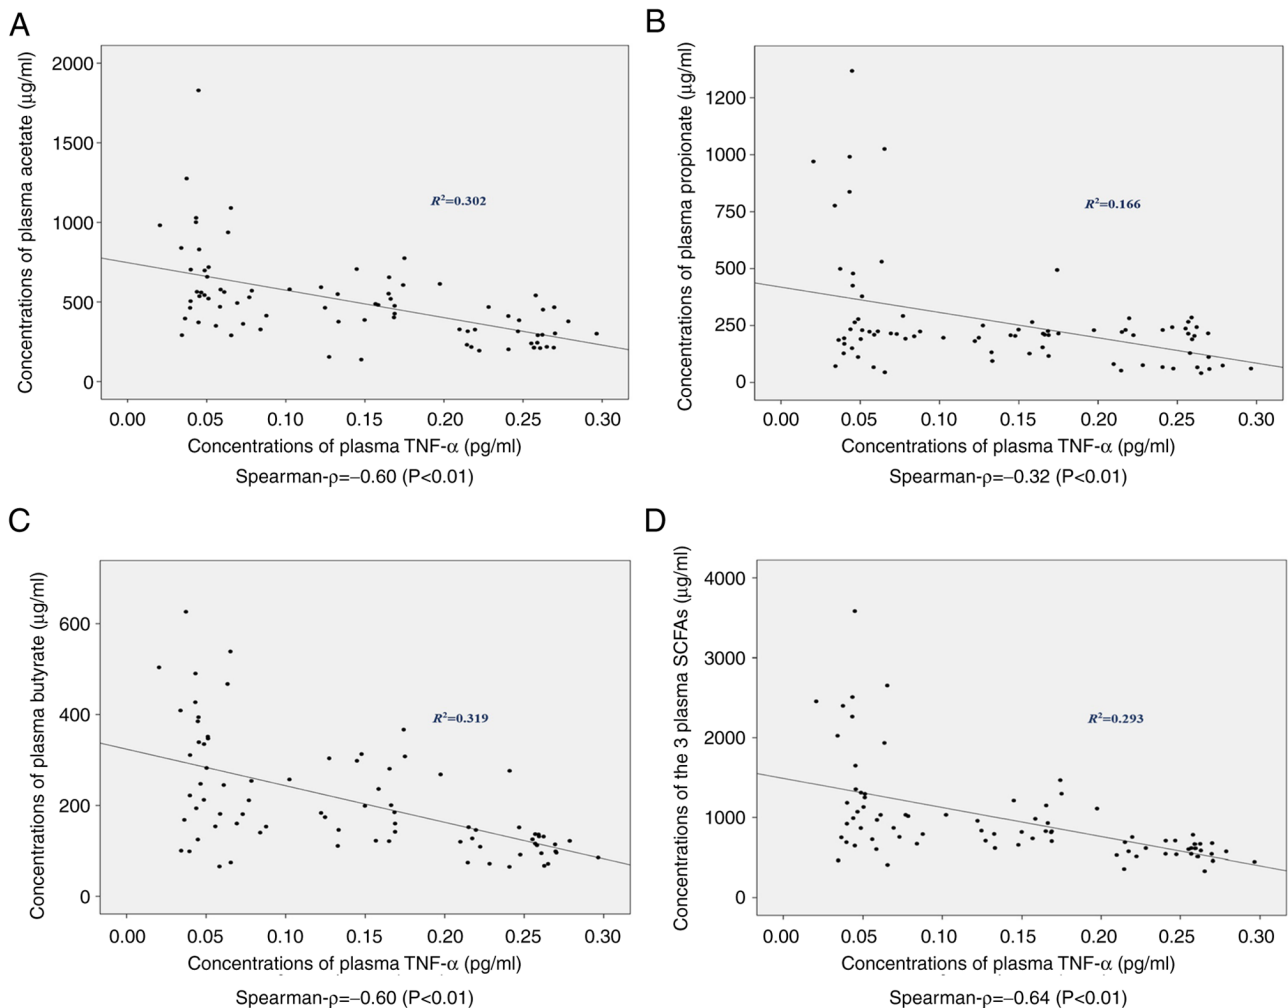 A
Concentrations of plasma acetate (μg/ml)
2000
1500
1000
500
0
R²=0.302
0.00 0.05 0.10 0.15 0.20 0.25 0.30
Concentrations of plasma TNF-α (pg/ml)
Spearman-ρ=−0.60 (P<0.01)
B
Concentrations of plasma propionate (μg/ml)
1200
1000
750
500
250
0
R²=0.166
0.00 0.05 0.10 0.15 0.20 0.25 0.30
Concentrations of plasma TNF-α (pg/ml)
Spearman-ρ=−0.32 (P<0.01)
C
Concentrations of plasma butyrate (μg/ml)
600
400
200
0
R²=0.319
0.00 0.05 0.10 0.15 0.20 0.25 0.30
Concentrations of plasma TNF-α (pg/ml)
Spearman-ρ=−0.60 (P<0.01)
D
Concentrations of the 3 plasma SCFAs (μg/ml)
4000
3000
2000
1000
0
R²=0.293
0.00 0.05 0.10 0.15 0.20 0.25 0.30
Concentrations of plasma TNF-α (pg/ml)
Spearman-ρ=−0.64 (P<0.01)